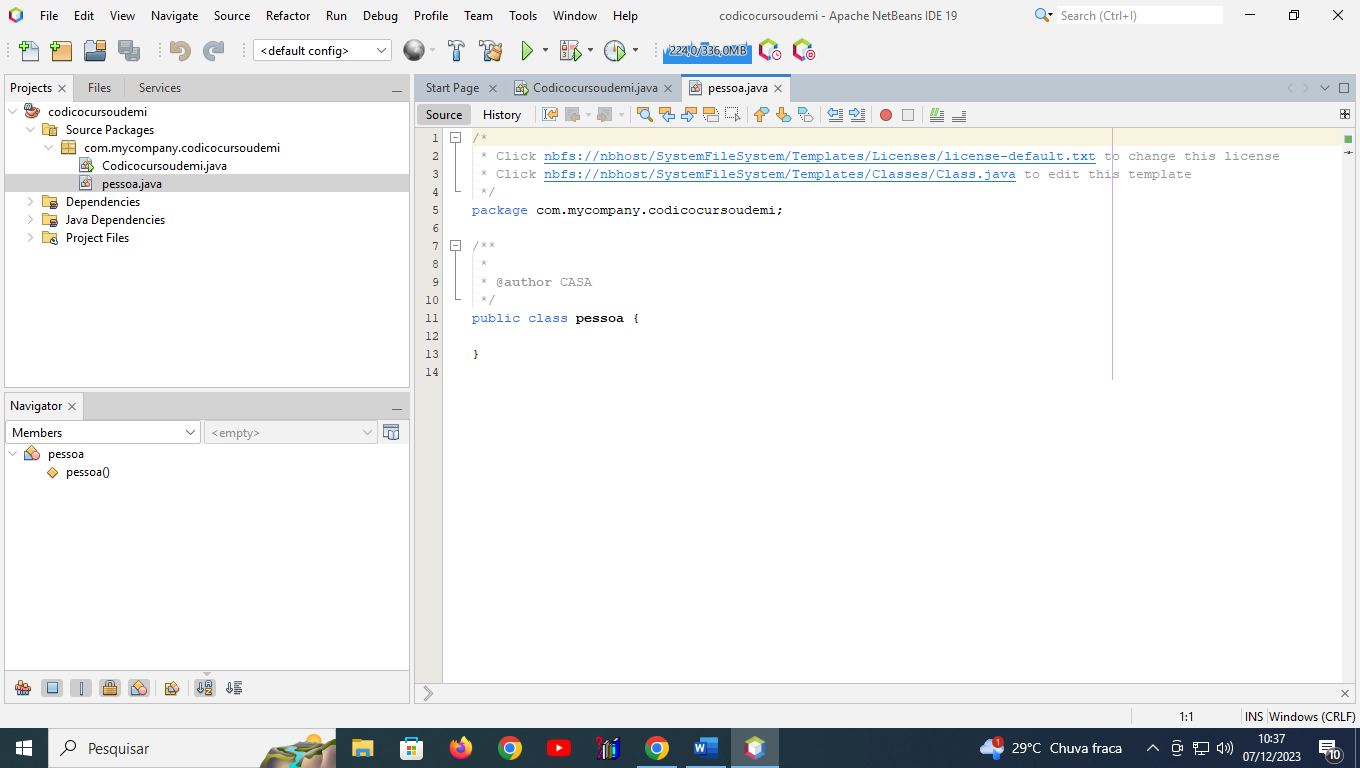 File Edit View Navigate Source Refactor Run Debug Profile Team Tools Window Help codicocursoudemi - Apache NetBeans IDE 19 Search (Ctrl+I)
<default config> 224,0/336,0MB
Projects Files Services
codicocursoudemi
Source Packages
com.mycompany.codicocursoudemi
Codicocursoudemi.java
pessoa.java
Dependencies
Java Dependencies
Project Files
Navigator
Members <empty>
pessoa
pessoa()
Start Page Codicocursoudemi.java pessoa.java
Source History
1 /*
2 * Click nbfs://nbhost/SystemFileSystem/Templates/Licenses/license-default.txt to change this license
3 * Click nbfs://nbhost/SystemFileSystem/Templates/Classes/Class.java to edit this template
4 */
5 package com.mycompany.codicocursoudemi;
6
7 /**
8 *
9 * @author CASA
10 */
11 public class pessoa {
12
13 }
14
1:1 INS Windows (CRLF)
Pesquisar 1 29°C Chuva fraca 10:37
07/12/2023 10